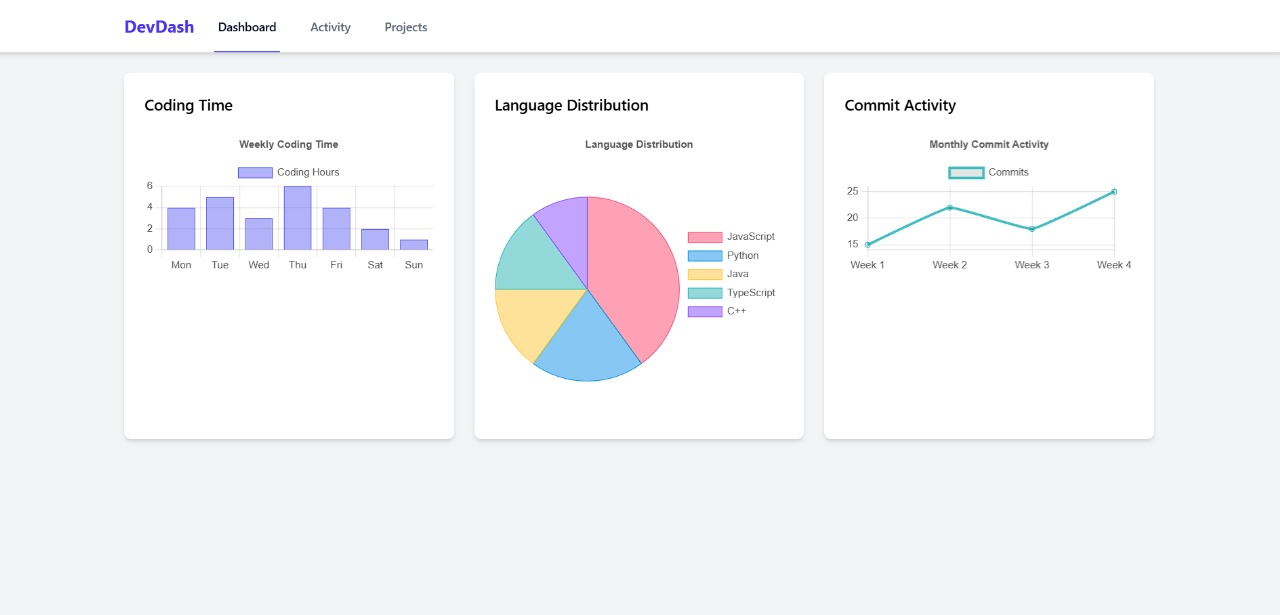 DevDash Dashboard Activity Projects
Coding Time
Weekly Coding Time
Coding Hours
6
4
2
0
Mon Tue Wed Thu Fri Sat Sun
Language Distribution
Language Distribution
JavaScript
Python
Java
TypeScript
C++
Commit Activity
Monthly Commit Activity
Commits
25
20
15
Week 1 Week 2 Week 3 Week 4